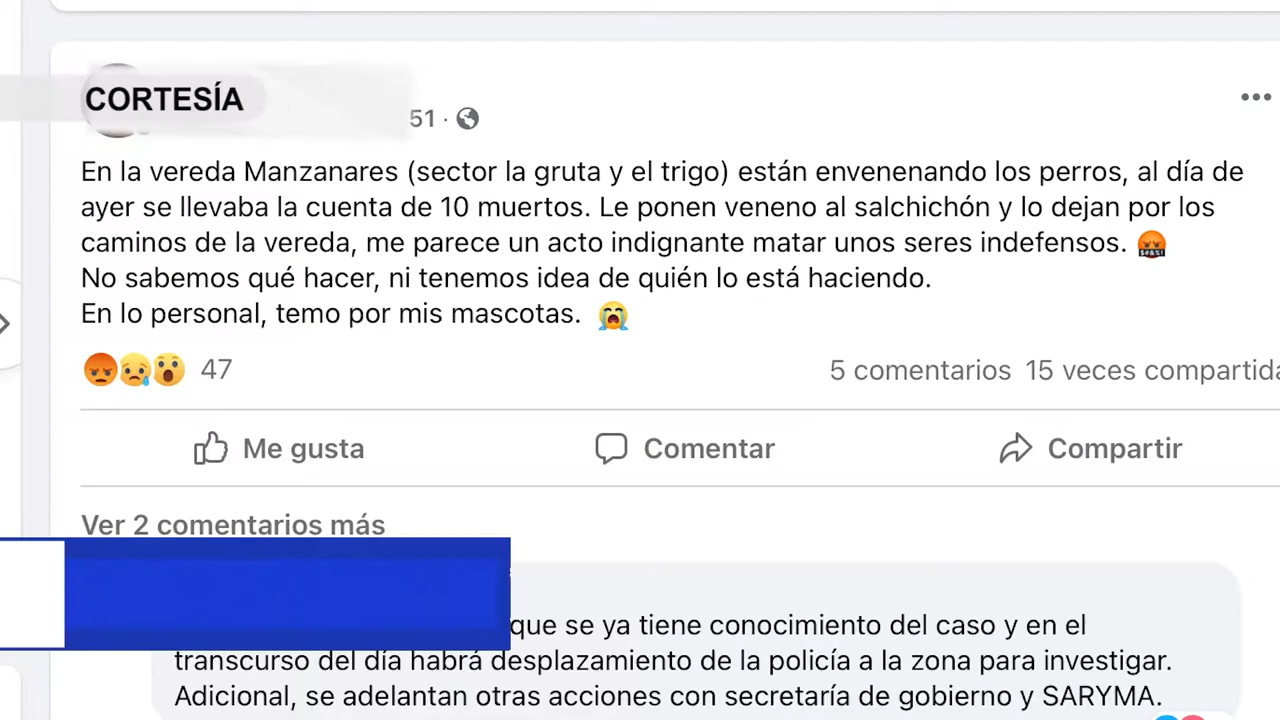 CORTESÍA
51 ·
En la vereda Manzanares (sector la gruta y el trigo) están envenenando los perros, al día de
ayer se llevaba la cuenta de 10 muertos. Le ponen veneno al salchichón y lo dejan por los
caminos de la vereda, me parece un acto indignante matar unos seres indefensos. 🤬
No sabemos qué hacer, ni tenemos idea de quién lo está haciendo.
En lo personal, temo por mis mascotas. 😭
47
5 comentarios 15 veces compartida
Me gusta
Comentar
Compartir
Ver 2 comentarios más
que se ya tiene conocimiento del caso y en el
transcurso del día habrá desplazamiento de la policía a la zona para investigar.
Adicional, se adelantan otras acciones con secretaría de gobierno y SARYMA.